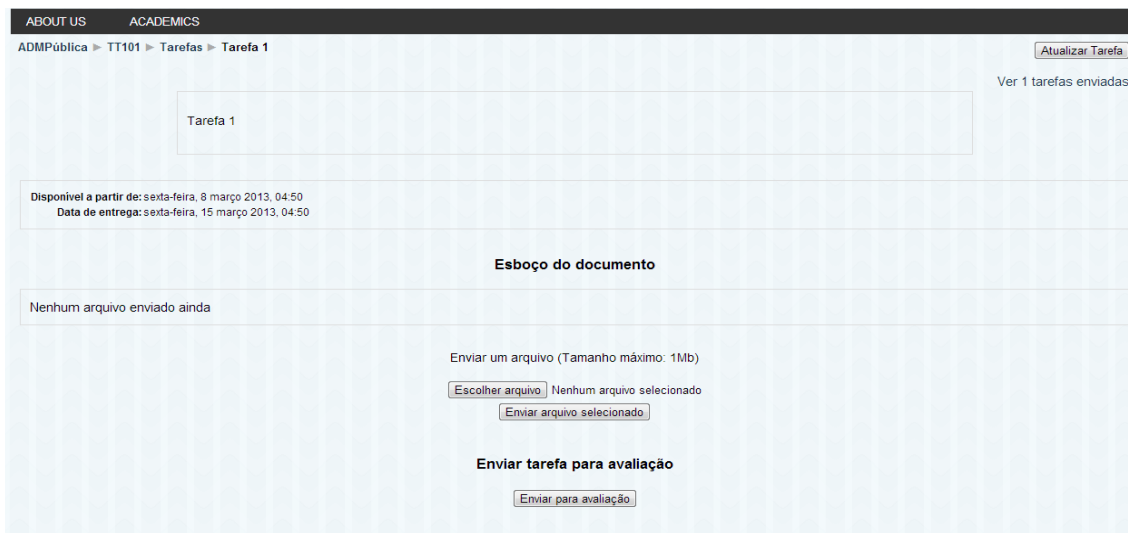 ABOUT US ACADEMICS
ADMPública ► TT101 ► Tarefas ► Tarefa 1
Atualizar Tarefa
Ver 1 tarefas enviadas
Tarefa 1
Disponível a partir de: sexta-feira, 8 março 2013, 04:50
Data de entrega: sexta-feira, 15 março 2013, 04:50
Esboço do documento
Nenhum arquivo enviado ainda
Enviar um arquivo (Tamanho máximo: 1Mb)
Escolher arquivo Nenhum arquivo selecionado
Enviar arquivo selecionado
Enviar tarefa para avaliação
Enviar para avaliação